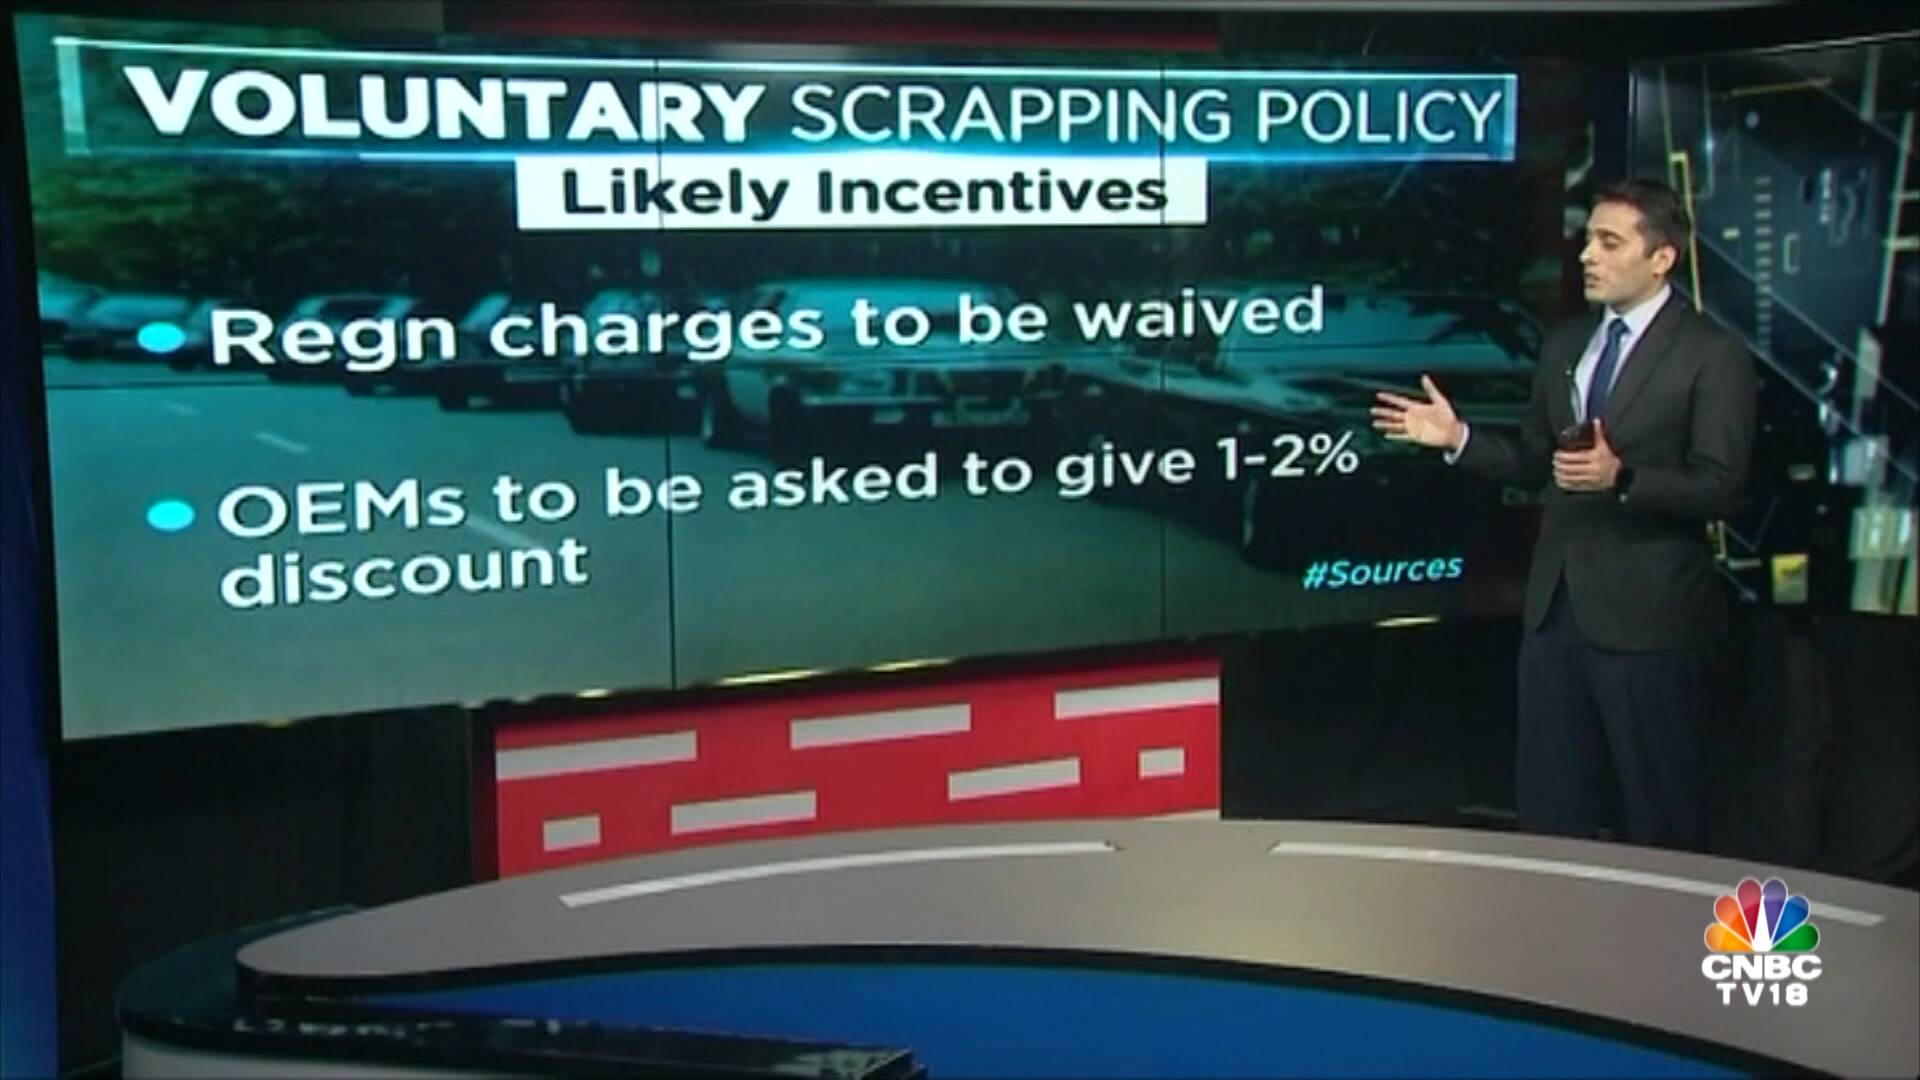 VOLUNTARY SCRAPPING POLICY
Likely Incentives
Regn charges to be waived
OEMs to be asked to give 1-2%
discount
#Sources
CNBC
TV18